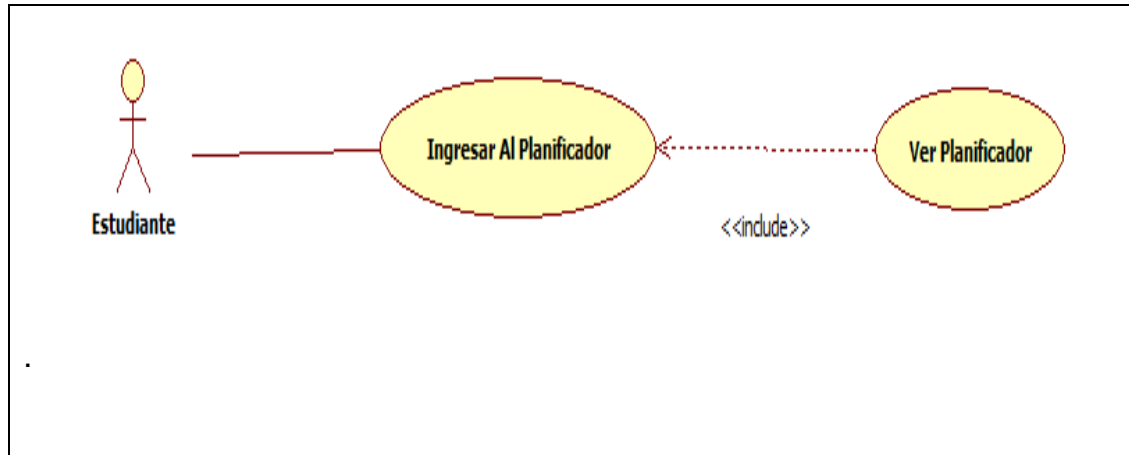 Ingresar Al Planificador
Ver Planificador
Estudiante
<<include>>
.